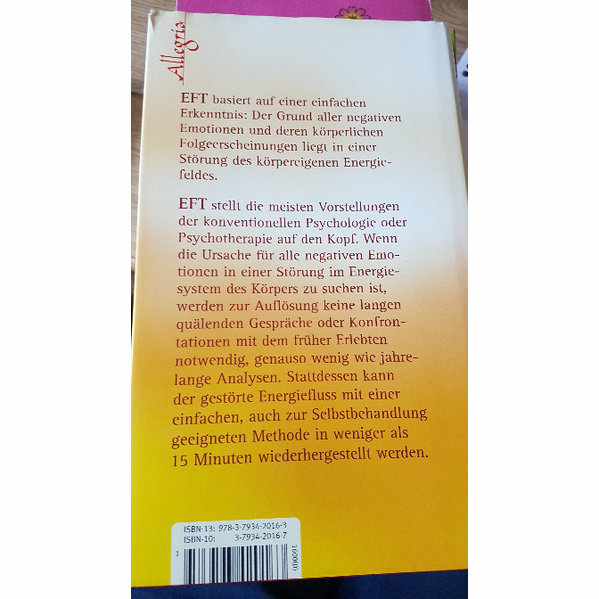 Allegria
EFT basiert auf einer einfachen
Erkenntnis: Der Grund aller negativen
Emotionen und deren körperlichen
Folgeerscheinungen liegt in einer
Störung des körpereigenen Energie-
feldes.
EFT stellt die meisten Vorstellungen
der konventionellen Psychologie oder
Psychotherapie auf den Kopf. Wenn
die Ursache für alle negativen Emo-
tionen in einer Störung im Energie-
system des Körpers zu suchen ist,
werden zur Auflösung keine langen
quälenden Gespräche oder Konfron-
tationen mit dem früher Erlebten
notwendig, genauso wenig wie jahre-
lange Analysen. Stattdessen kann
der gestörte Energiefluss mit einer
einfachen, auch zur Selbstbehandlung
geeigneten Methode in weniger als
15 Minuten wiederhergestellt werden.
ISBN-13: 978-3-7934-7016-3
ISBN-10: 3-7934-2016-7